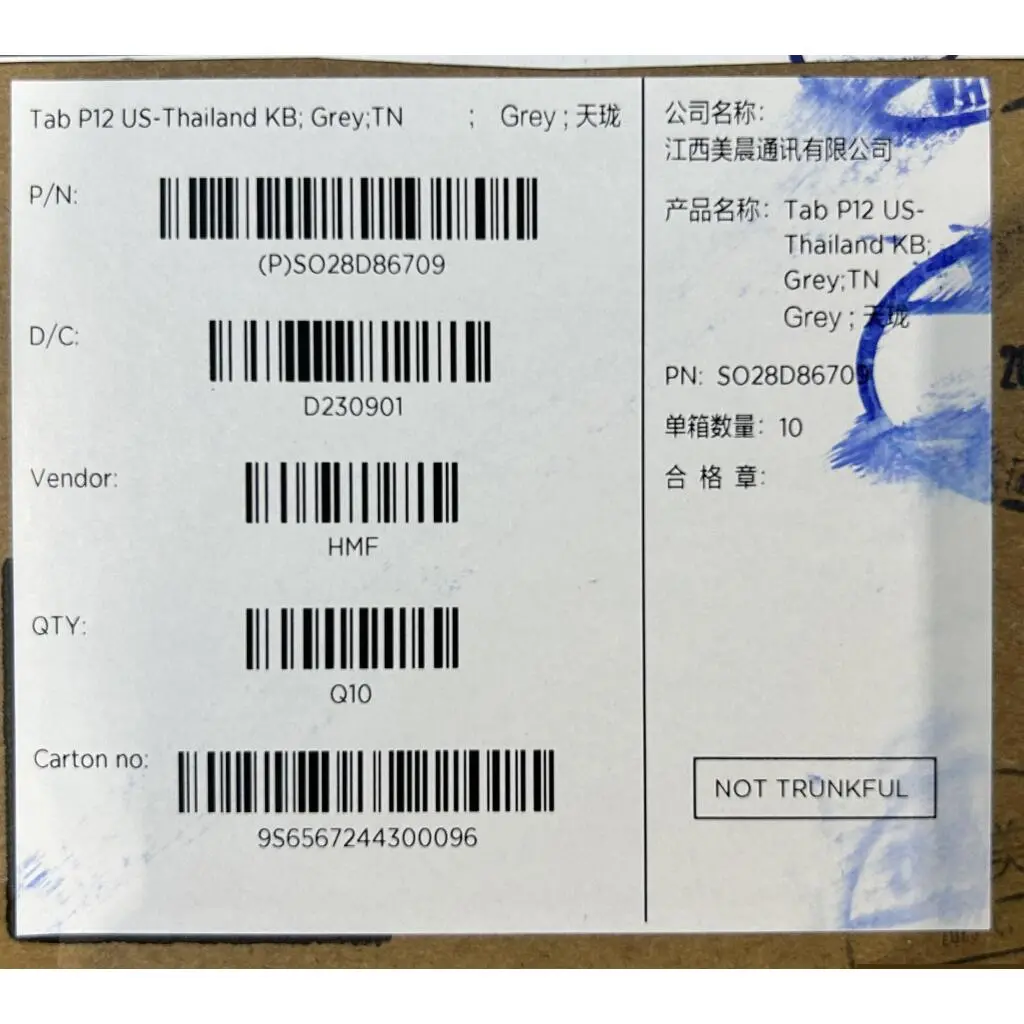 Tab P12 US-Thailand KB; Grey;TN ; Grey ; 天珑
P/N:
(P)SO28D86709
D/C:
D230901
Vendor:
HMF
QTY:
Q10
Carton no:
9S6567244300096
公司名称:
江西美晨通讯有限公司
产品名称: Tab P12 US-
Thailand KB;
Grey;TN
Grey ; 天珑
PN: SO28D86709
单箱数量: 10
合 格 章:
NOT TRUNKFUL